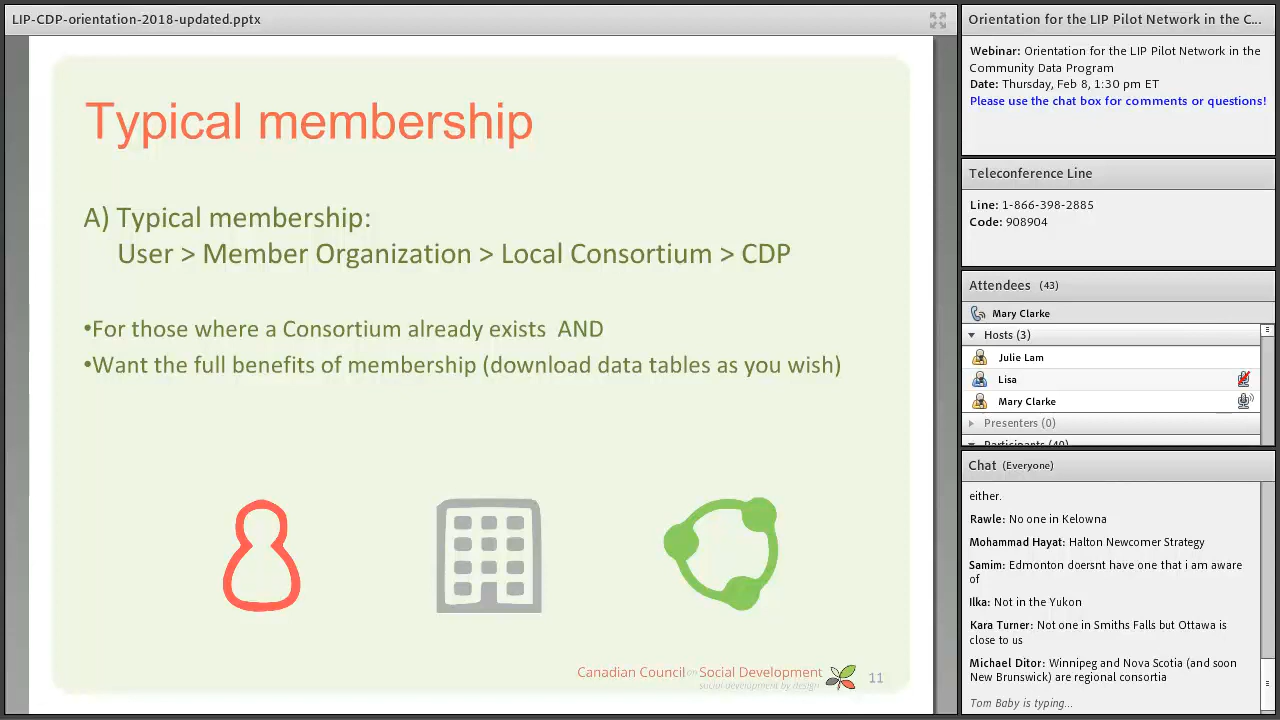 LIP-CDP-orientation-2018-updated.pptx
Typical membership
A) Typical membership:
User > Member Organization > Local Consortium > CDP
•For those where a Consortium already exists AND
•Want the full benefits of membership (download data tables as you wish)
Canadian Council on Social Development
social development by design
11
Orientation for the LIP Pilot Network in the C...
Webinar: Orientation for the LIP Pilot Network in the
Community Data Program
Date: Thursday, Feb 8, 1:30 pm ET
Please use the chat box for comments or questions!
Teleconference Line
Line: 1-866-398-2885
Code: 908904
Attendees (43)
Mary Clarke
Hosts (3)
Julie Lam
Lisa
Mary Clarke
Presenters (0)
Participants (40)
Chat (Everyone)
either.
Rawle: No one in Kelowna
Mohammad Hayat: Halton Newcomer Strategy
Samim: Edmonton doersnt have one that i am aware
of
Ilka: Not in the Yukon
Kara Turner: Not one in Smiths Falls but Ottawa is
close to us
Michael Ditor: Winnipeg and Nova Scotia (and soon
New Brunswick) are regional consortia
Tom Baby is typing...